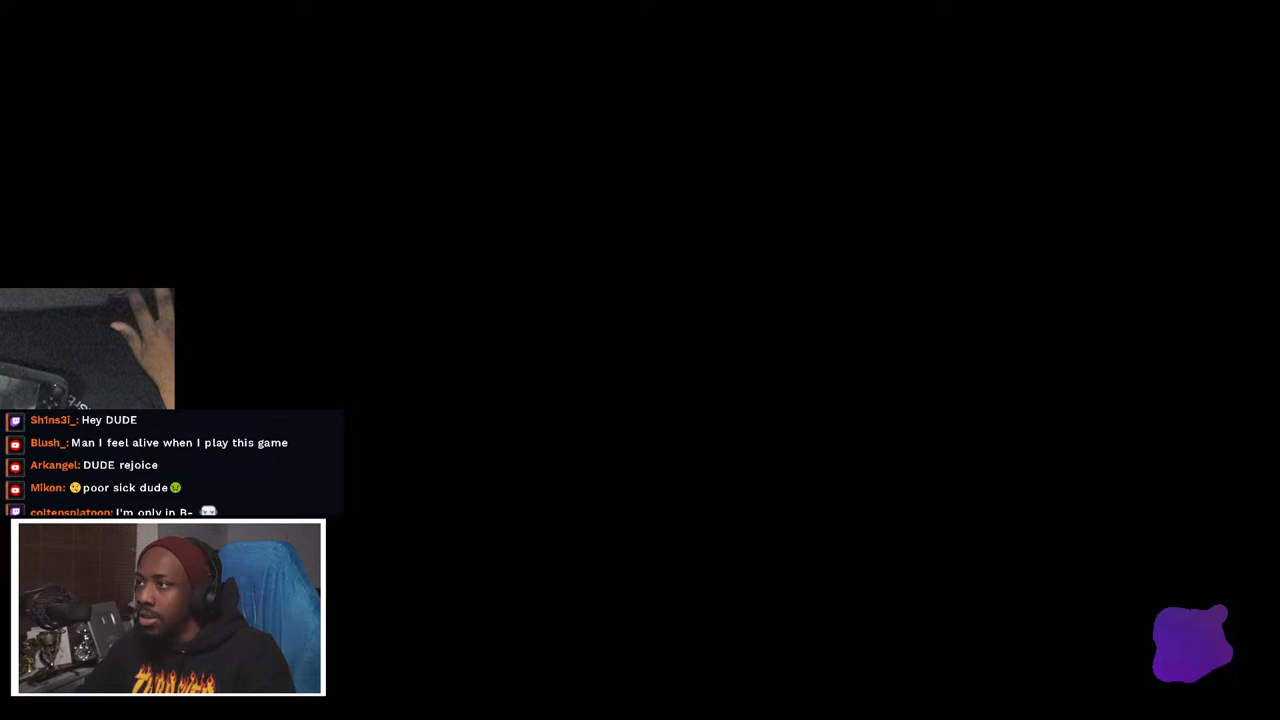 Sh1ns3i_: Hey DUDE
Blush_: Man I feel alive when I play this game
Arkangel: DUDE rejoice
Mikon: 🤒poor sick dude🤢
coltensplatoon: I'm only in B-